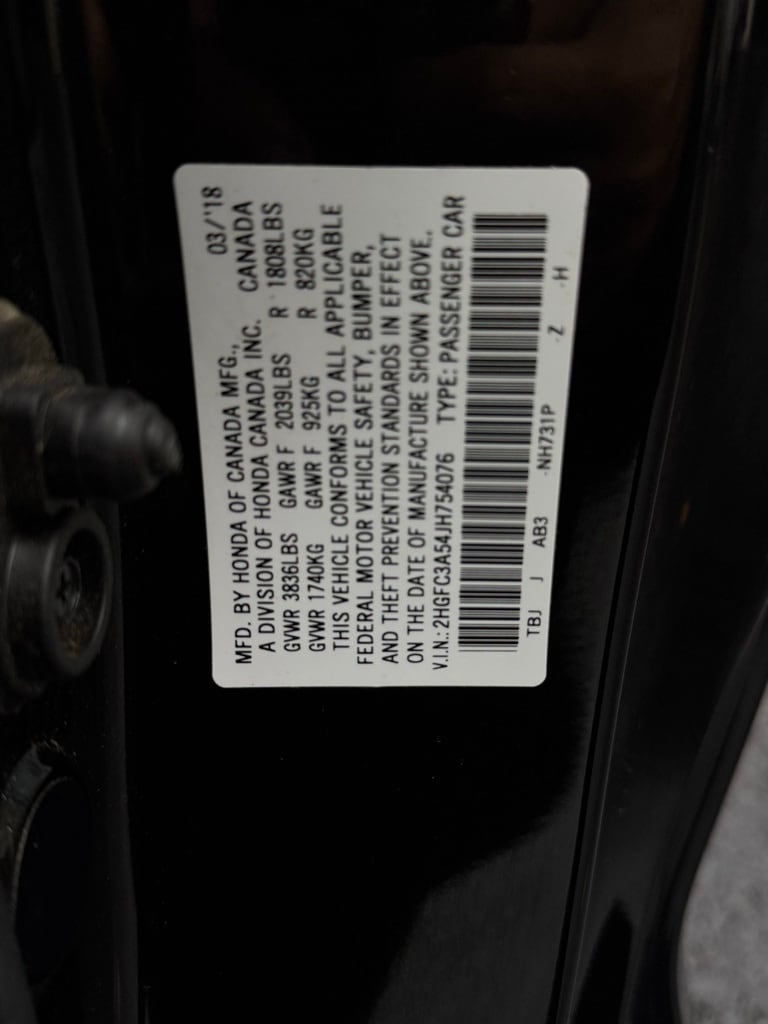 MFD. BY HONDA OF CANADA MFG., 03/'18
A DIVISION OF HONDA CANADA INC. CANADA
GVWR 3836LBS GAWR F 2039LBS R 1808LBS
GVWR 1740KG GAWR F 925KG R 820KG
THIS VEHICLE CONFORMS TO ALL APPLICABLE
FEDERAL MOTOR VEHICLE SAFETY, BUMPER,
AND THEFT PREVENTION STANDARDS IN EFFECT
ON THE DATE OF MANUFACTURE SHOWN ABOVE.
V.I.N.: 2HGFC3A54JH754076 TYPE: PASSENGER CAR
TBJ J AB3 -NH731P -Z -H